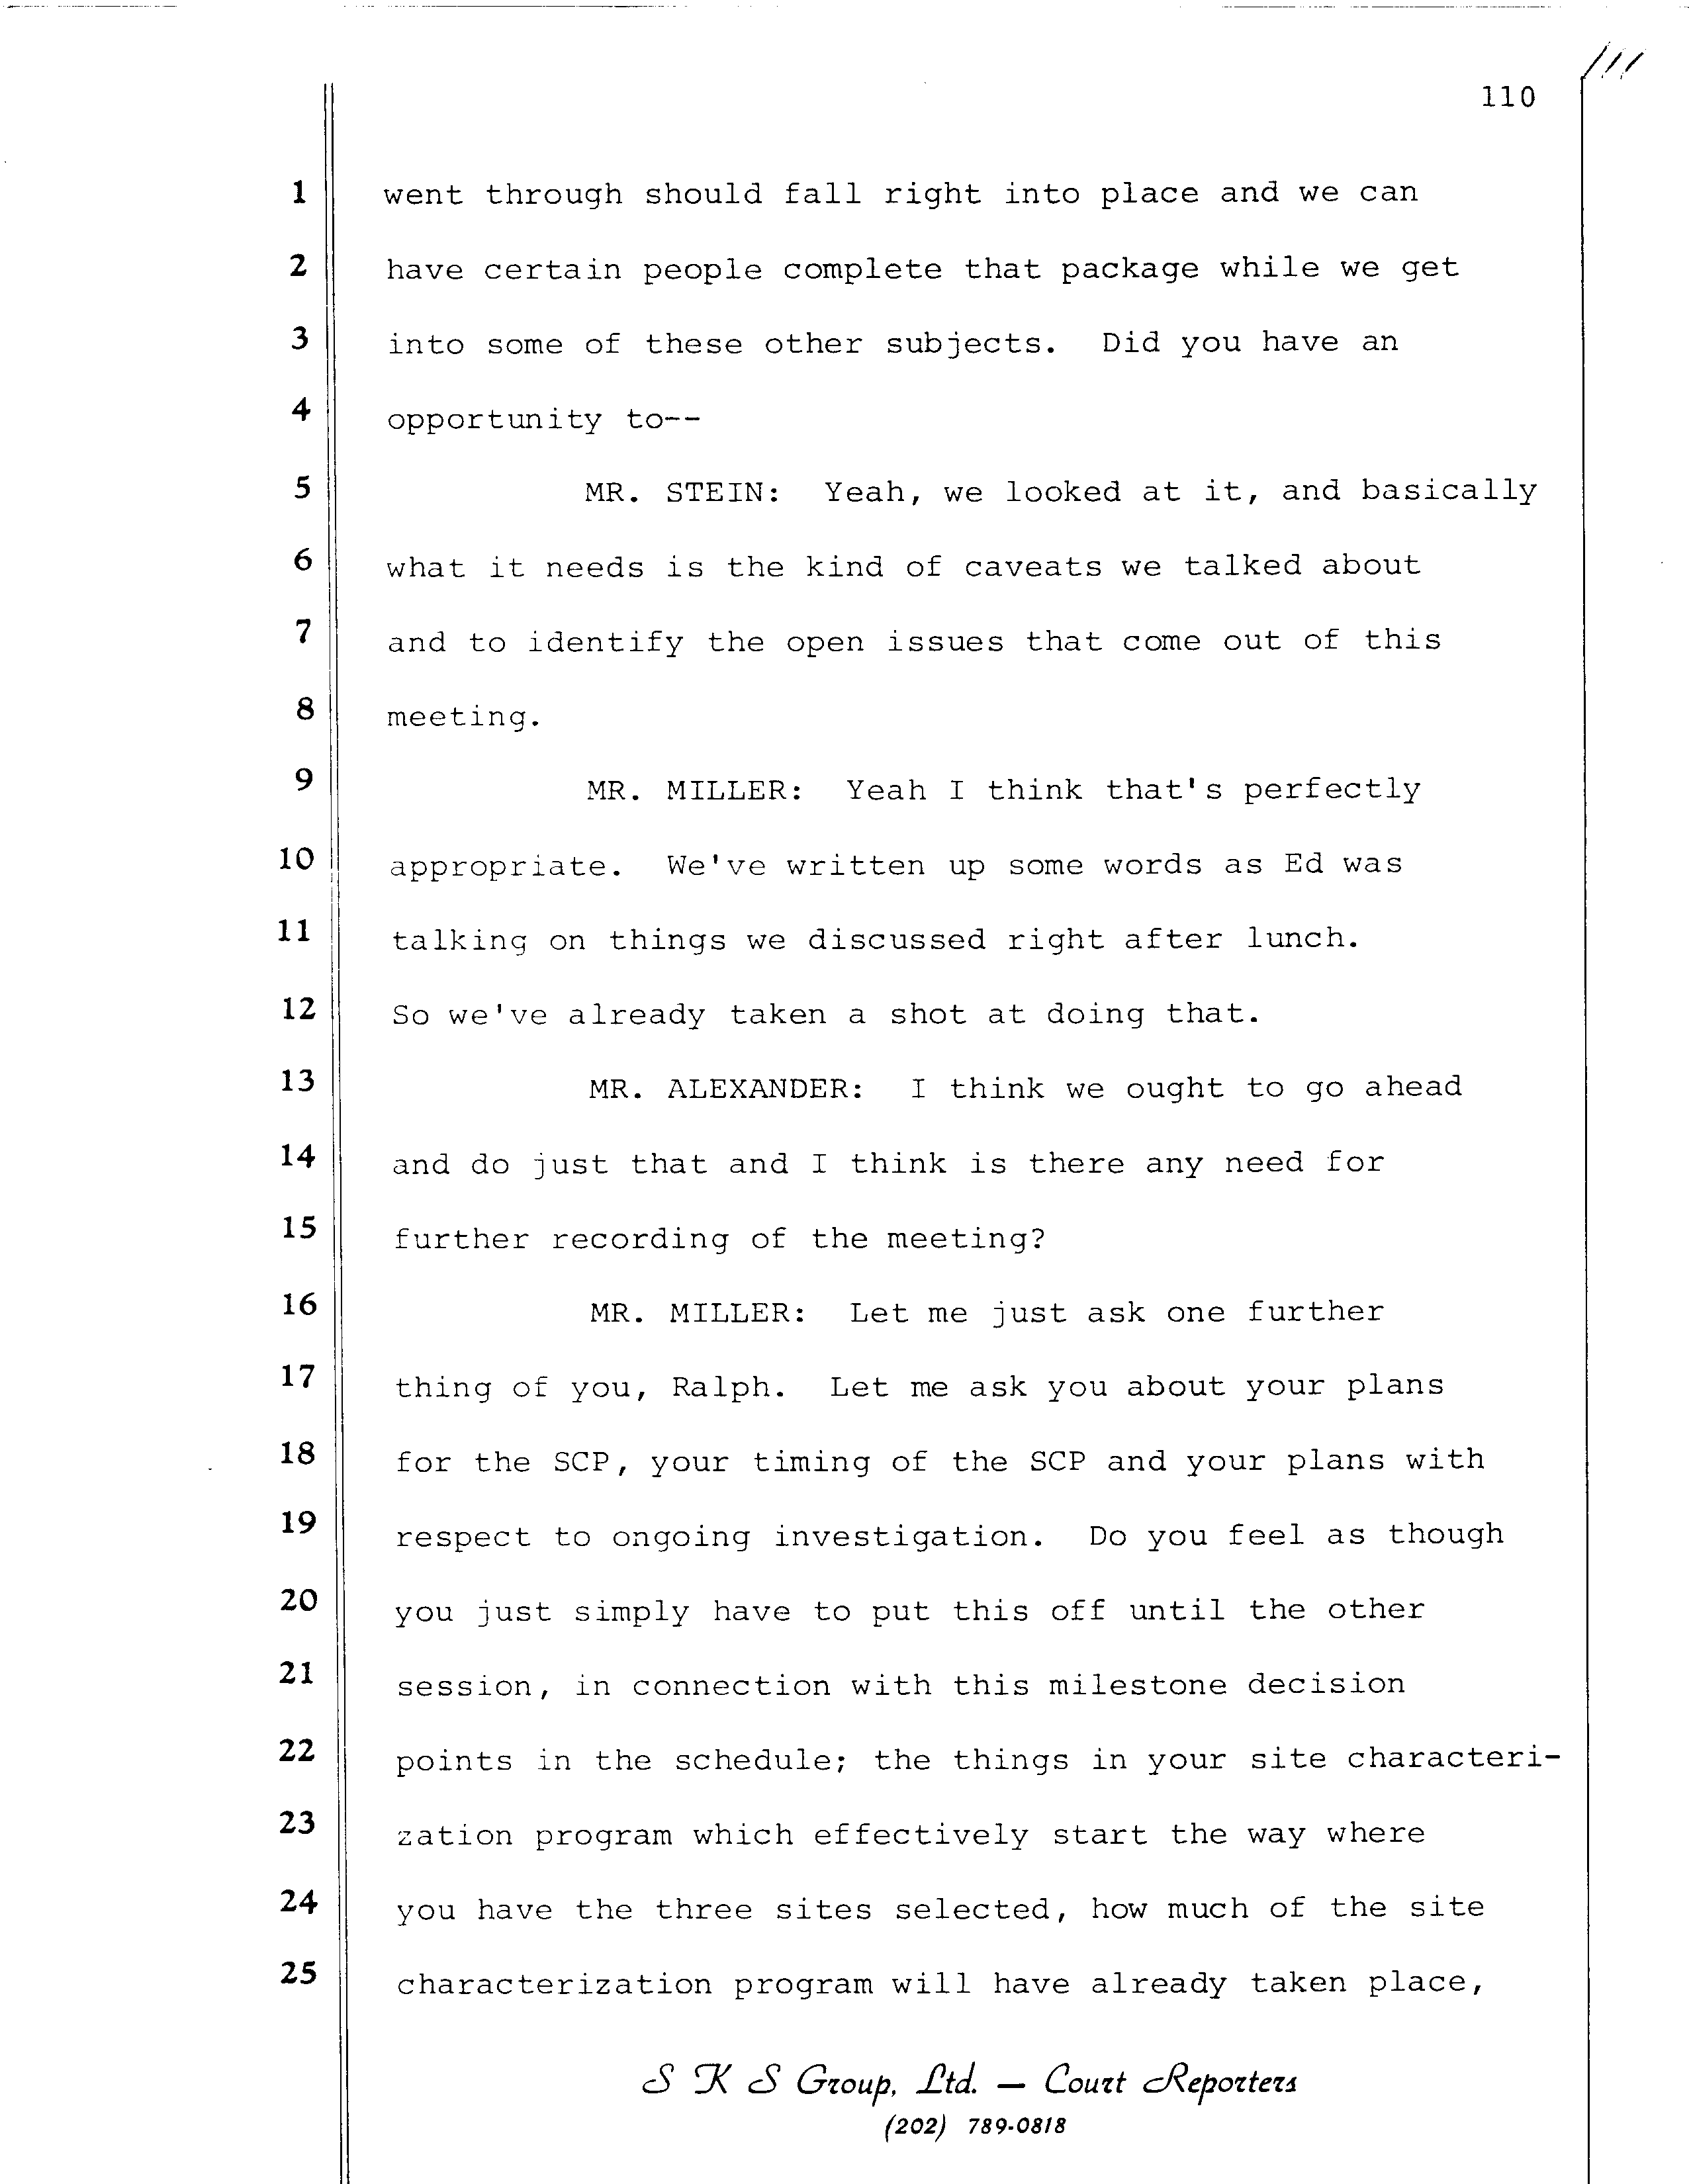 111
110
1 went through should fall right into place and we can
2 have certain people complete that package while we get
3 into some of these other subjects. Did you have an
4 opportunity to--
5 MR. STEIN: Yeah, we looked at it, and basically
6 what it needs is the kind of caveats we talked about
7 and to identify the open issues that come out of this
8 meeting.
9 MR. MILLER: Yeah I think that's perfectly
10 appropriate. We've written up some words as Ed was
11 talking on things we discussed right after lunch.
12 So we've already taken a shot at doing that.
13 MR. ALEXANDER: I think we ought to go ahead
14 and do just that and I think is there any need for
15 further recording of the meeting?
16 MR. MILLER: Let me just ask one further
17 thing of you, Ralph. Let me ask you about your plans
18 for the SCP, your timing of the SCP and your plans with
19 respect to ongoing investigation. Do you feel as though
20 you just simply have to put this off until the other
21 session, in connection with this milestone decision
22 points in the schedule; the things in your site characteri-
23 zation program which effectively start the way where
24 you have the three sites selected, how much of the site
25 characterization program will have already taken place,
S K S Group, Ltd. — Court Reporters
(202) 789-0818